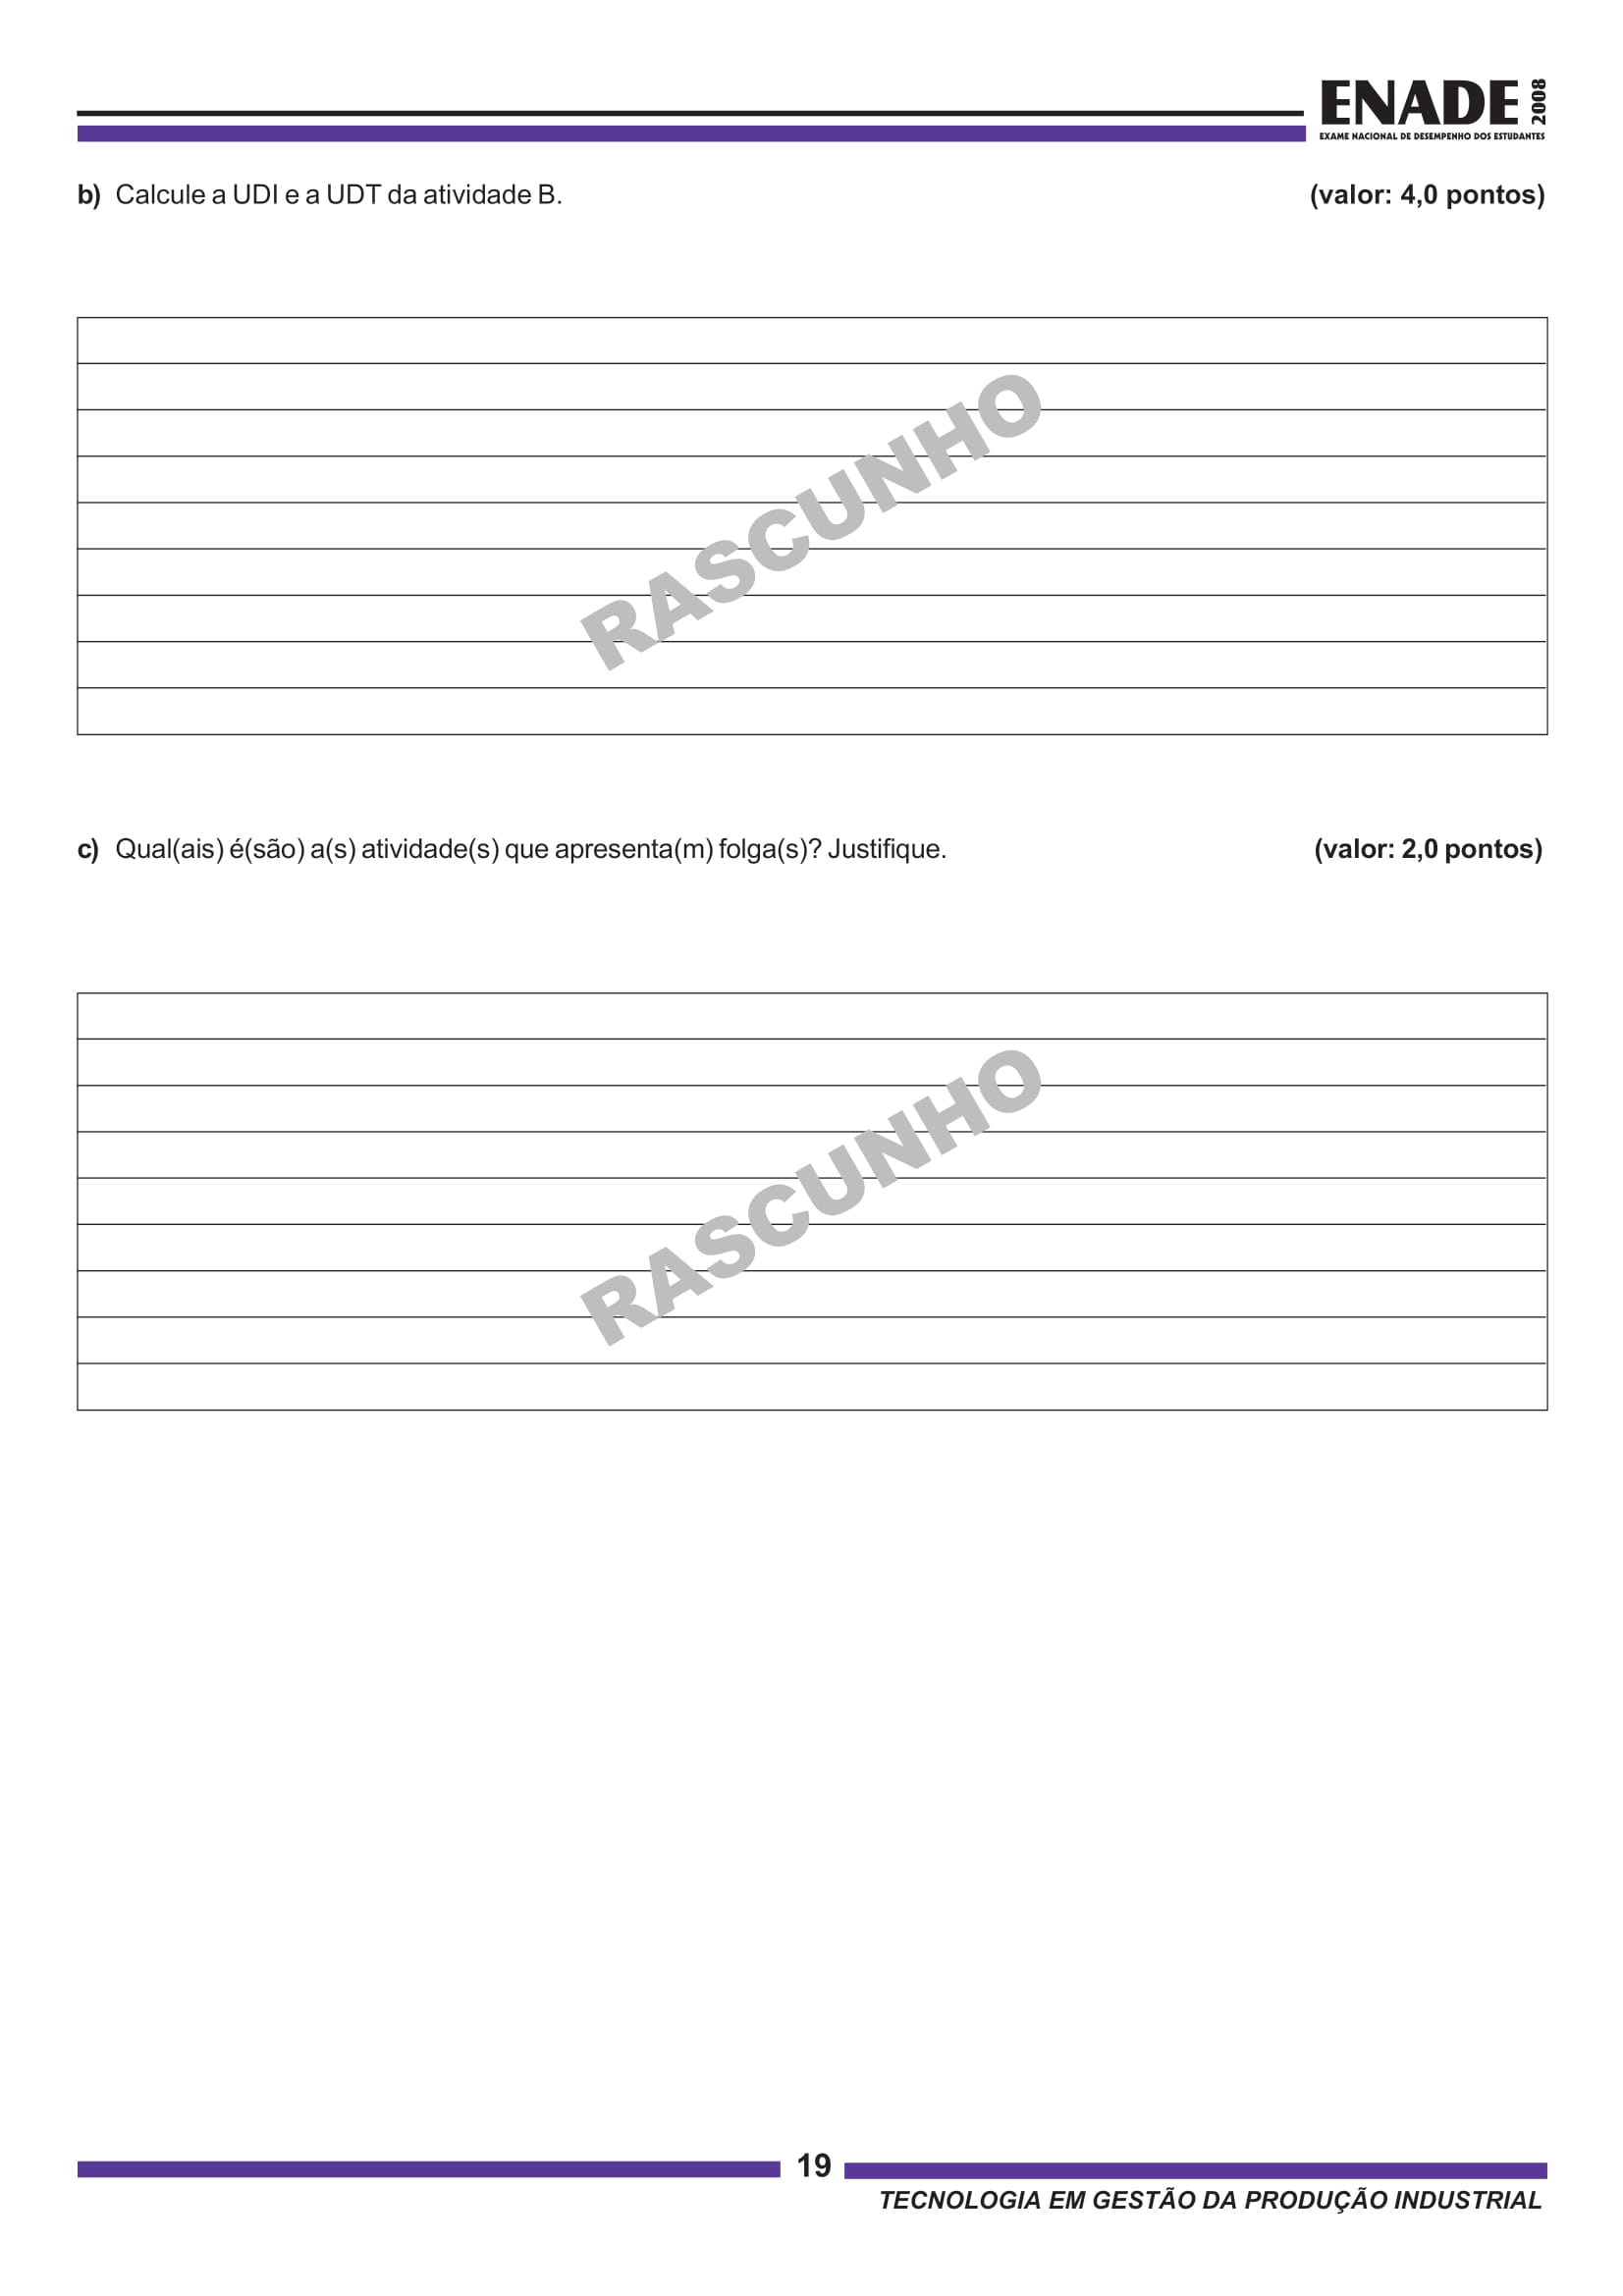 ENADE 2008
EXAME NACIONAL DE DESEMPENHO DOS ESTUDANTES
b) Calcule a UDI e a UDT da atividade B. (valor: 4,0 pontos)
RASCUNHO
c) Qual(ais) é(são) a(s) atividade(s) que apresenta(m) folga(s)? Justifique. (valor: 2,0 pontos)
RASCUNHO
19
TECNOLOGIA EM GESTÃO DA PRODUÇÃO INDUSTRIAL